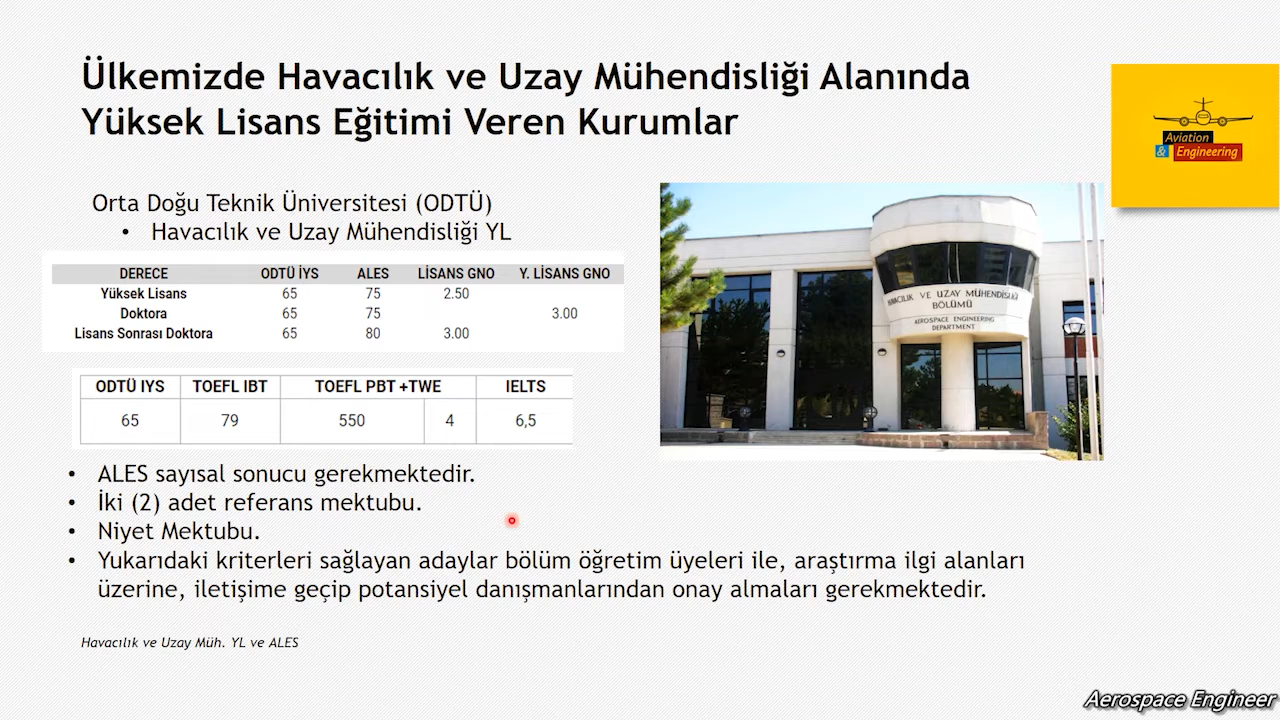 Ülkemizde Havacılık ve Uzay Mühendisliği Alanında
Yüksek Lisans Eğitimi Veren Kurumlar
Aviation
& Engineering
Orta Doğu Teknik Üniversitesi (ODTÜ)
• Havacılık ve Uzay Mühendisliği YL
DERECE ODTÜ İYS ALES LİSANS GNO Y. LİSANS GNO
Yüksek Lisans 65 75 2.50
Doktora 65 75 3.00
Lisans Sonrası Doktora 65 80 3.00
ODTÜ IYS TOEFL IBT TOEFL PBT +TWE IELTS
65 79 550 4 6,5
HAVACILIK VE UZAY MÜHENDİSLİĞİ
BÖLÜMÜ
AEROSPACE ENGINEERING
DEPARTMENT
• ALES sayısal sonucu gerekmektedir.
• İki (2) adet referans mektubu.
• Niyet Mektubu.
• Yukarıdaki kriterleri sağlayan adaylar bölüm öğretim üyeleri ile, araştırma ilgi alanları
üzerine, iletişime geçip potansiyel danışmanlarından onay almaları gerekmektedir.
Havacılık ve Uzay Müh. YL ve ALES
Aerospace Engineer